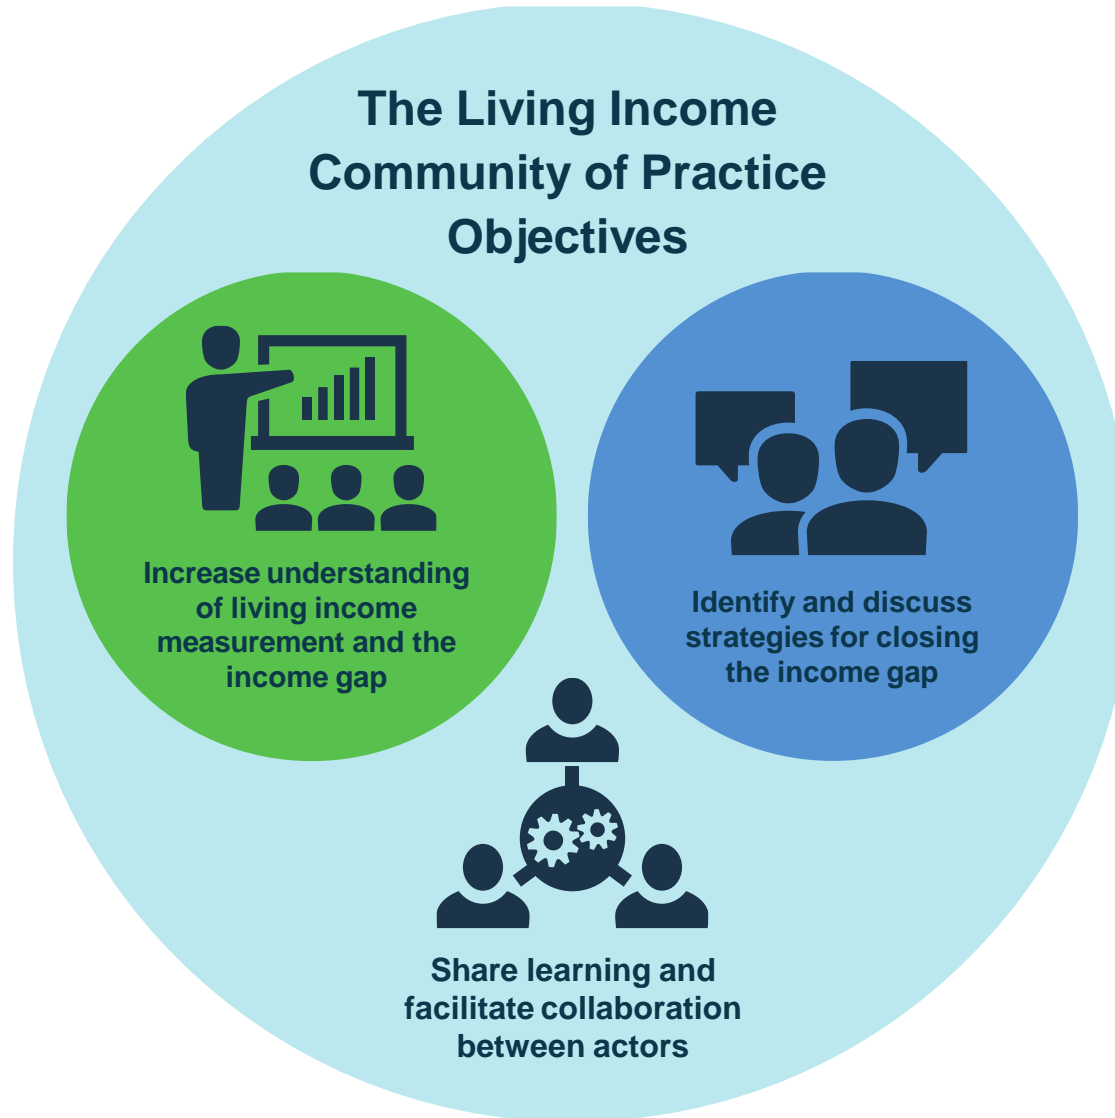 The Living Income
Community of Practice
Objectives
Increase understanding
of living income
measurement and the
income gap
Identify and discuss
strategies for closing
the income gap
Share learning and
facilitate collaboration
between actors